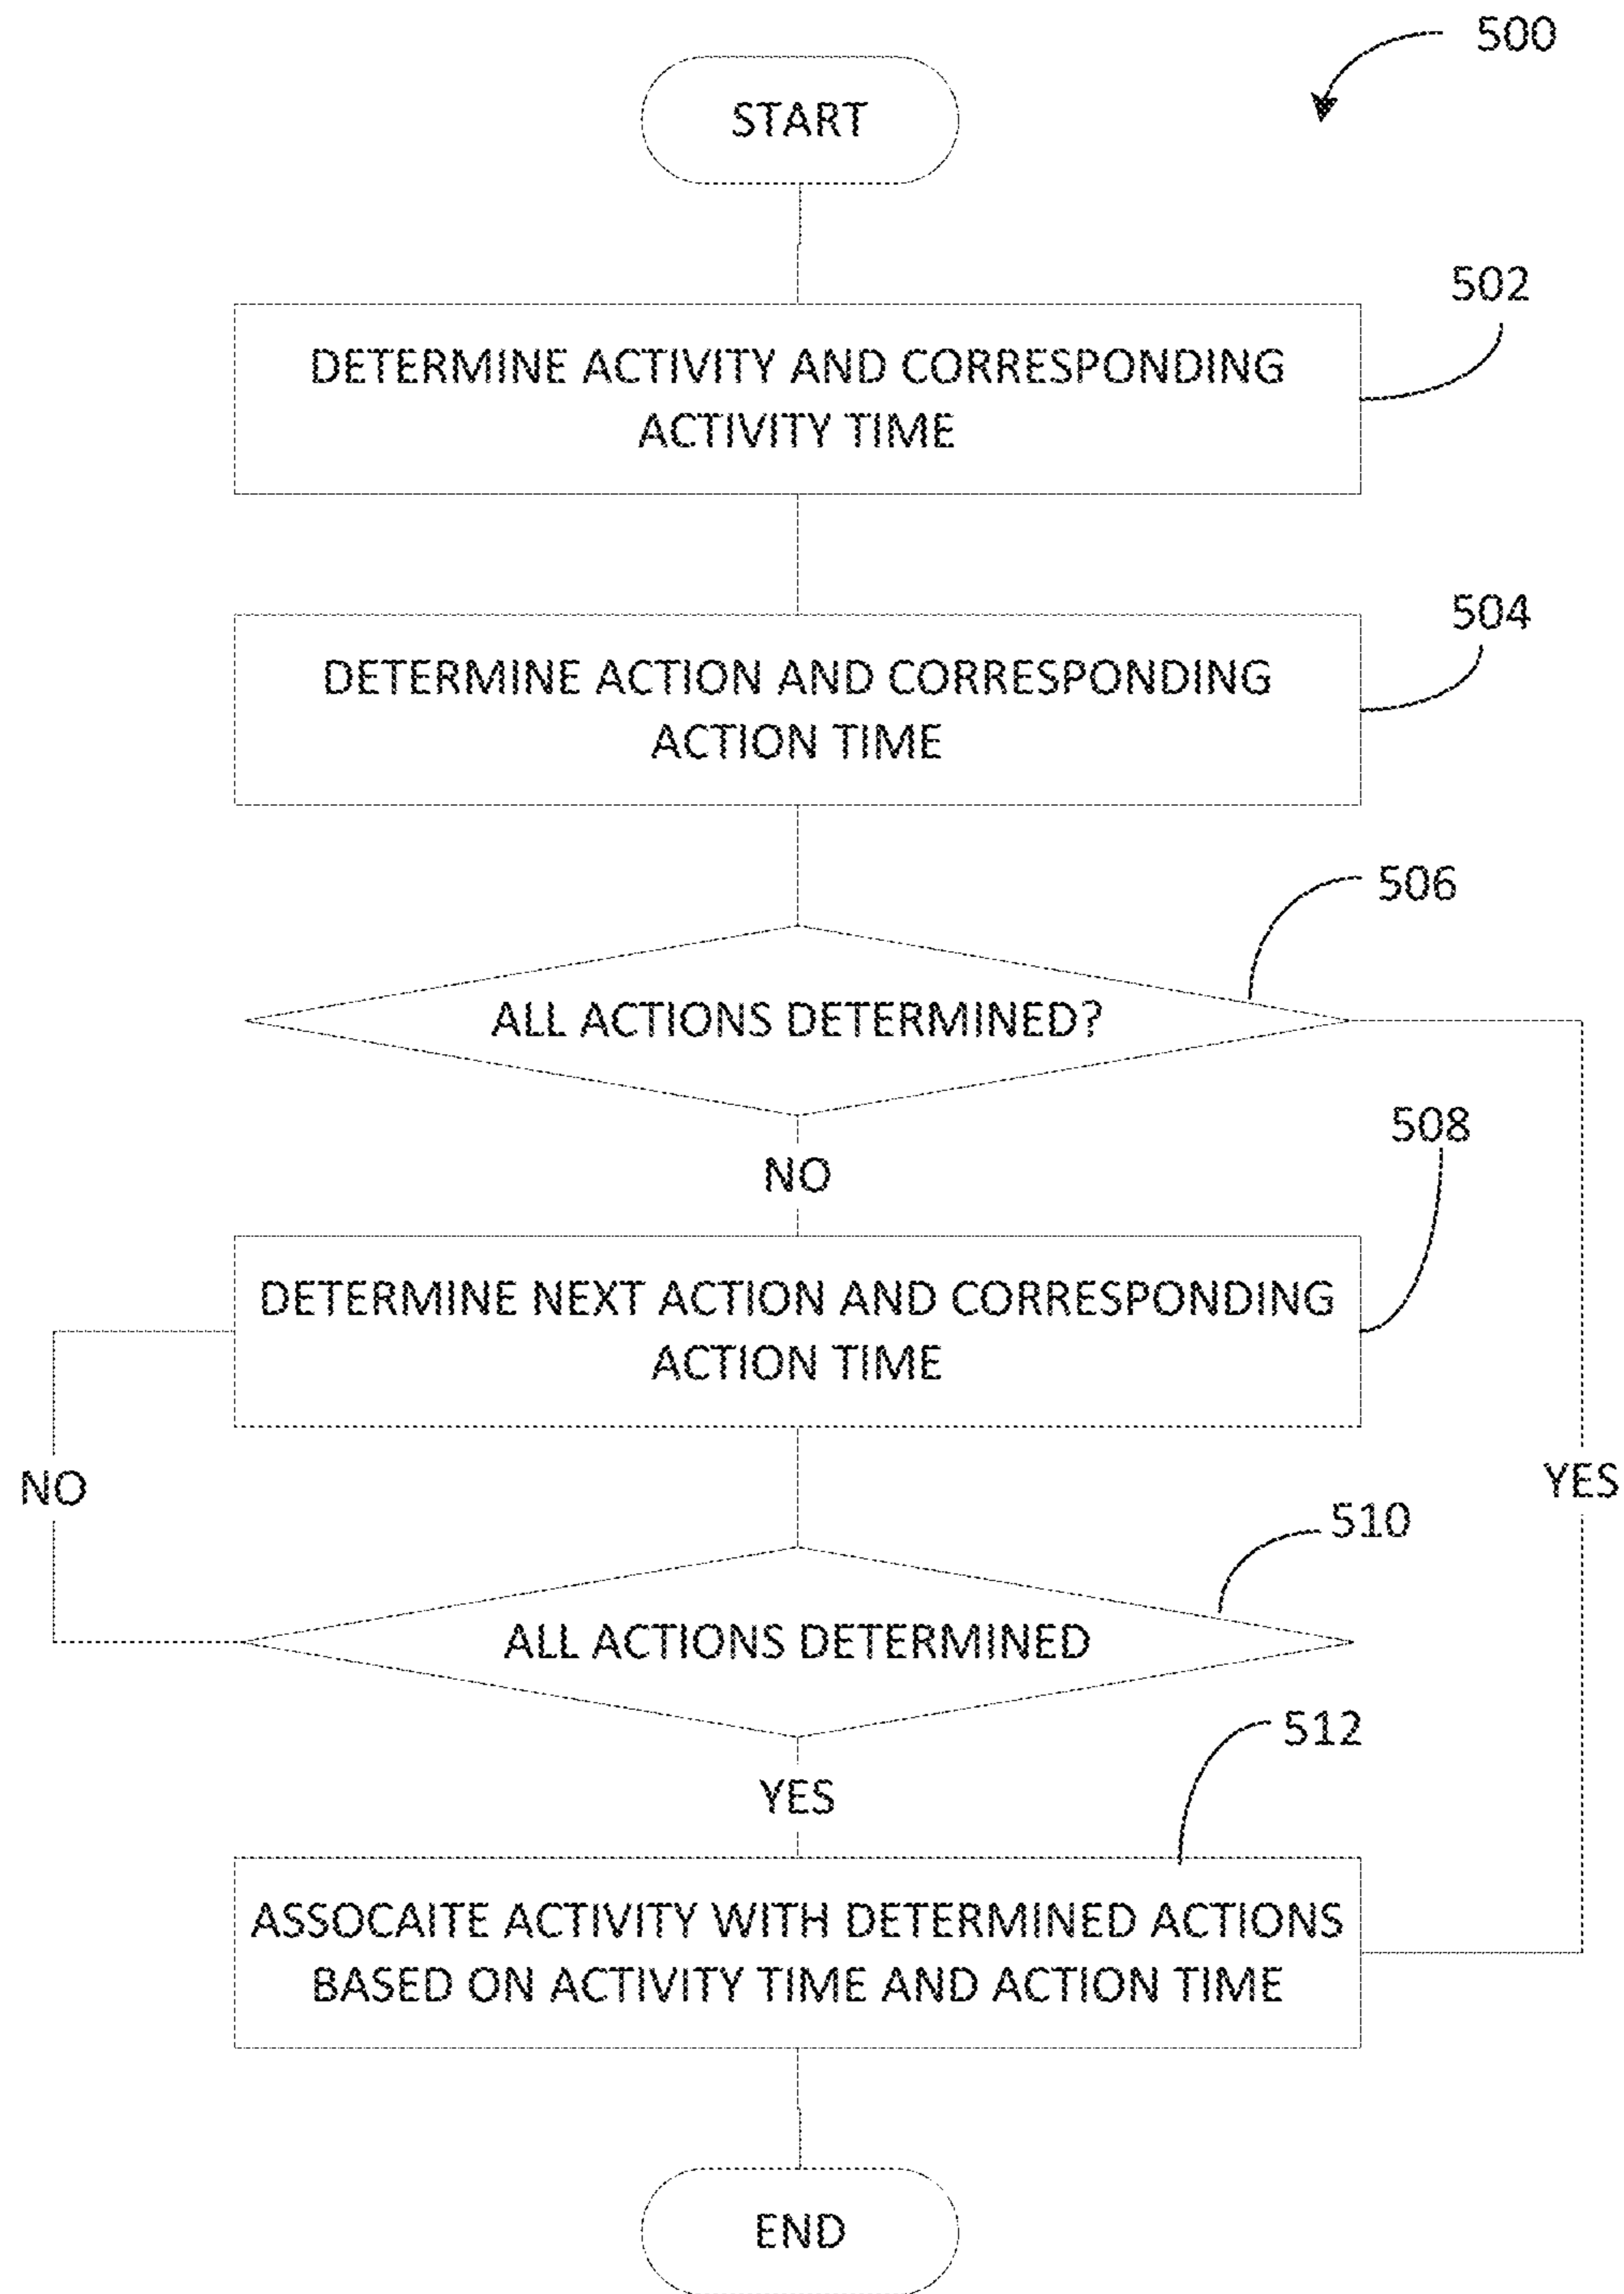 500
START
502
DETERMINE ACTIVITY AND CORRESPONDING
ACTIVITY TIME
504
DETERMINE ACTION AND CORRESPONDING
ACTION TIME
506
ALL ACTIONS DETERMINED?
508
NO
DETERMINE NEXT ACTION AND CORRESPONDING
ACTION TIME
NO
YES
510
ALL ACTIONS DETERMINED
512
YES
ASSOCAITE ACTIVITY WITH DETERMINED ACTIONS
BASED ON ACTIVITY TIME AND ACTION TIME
END